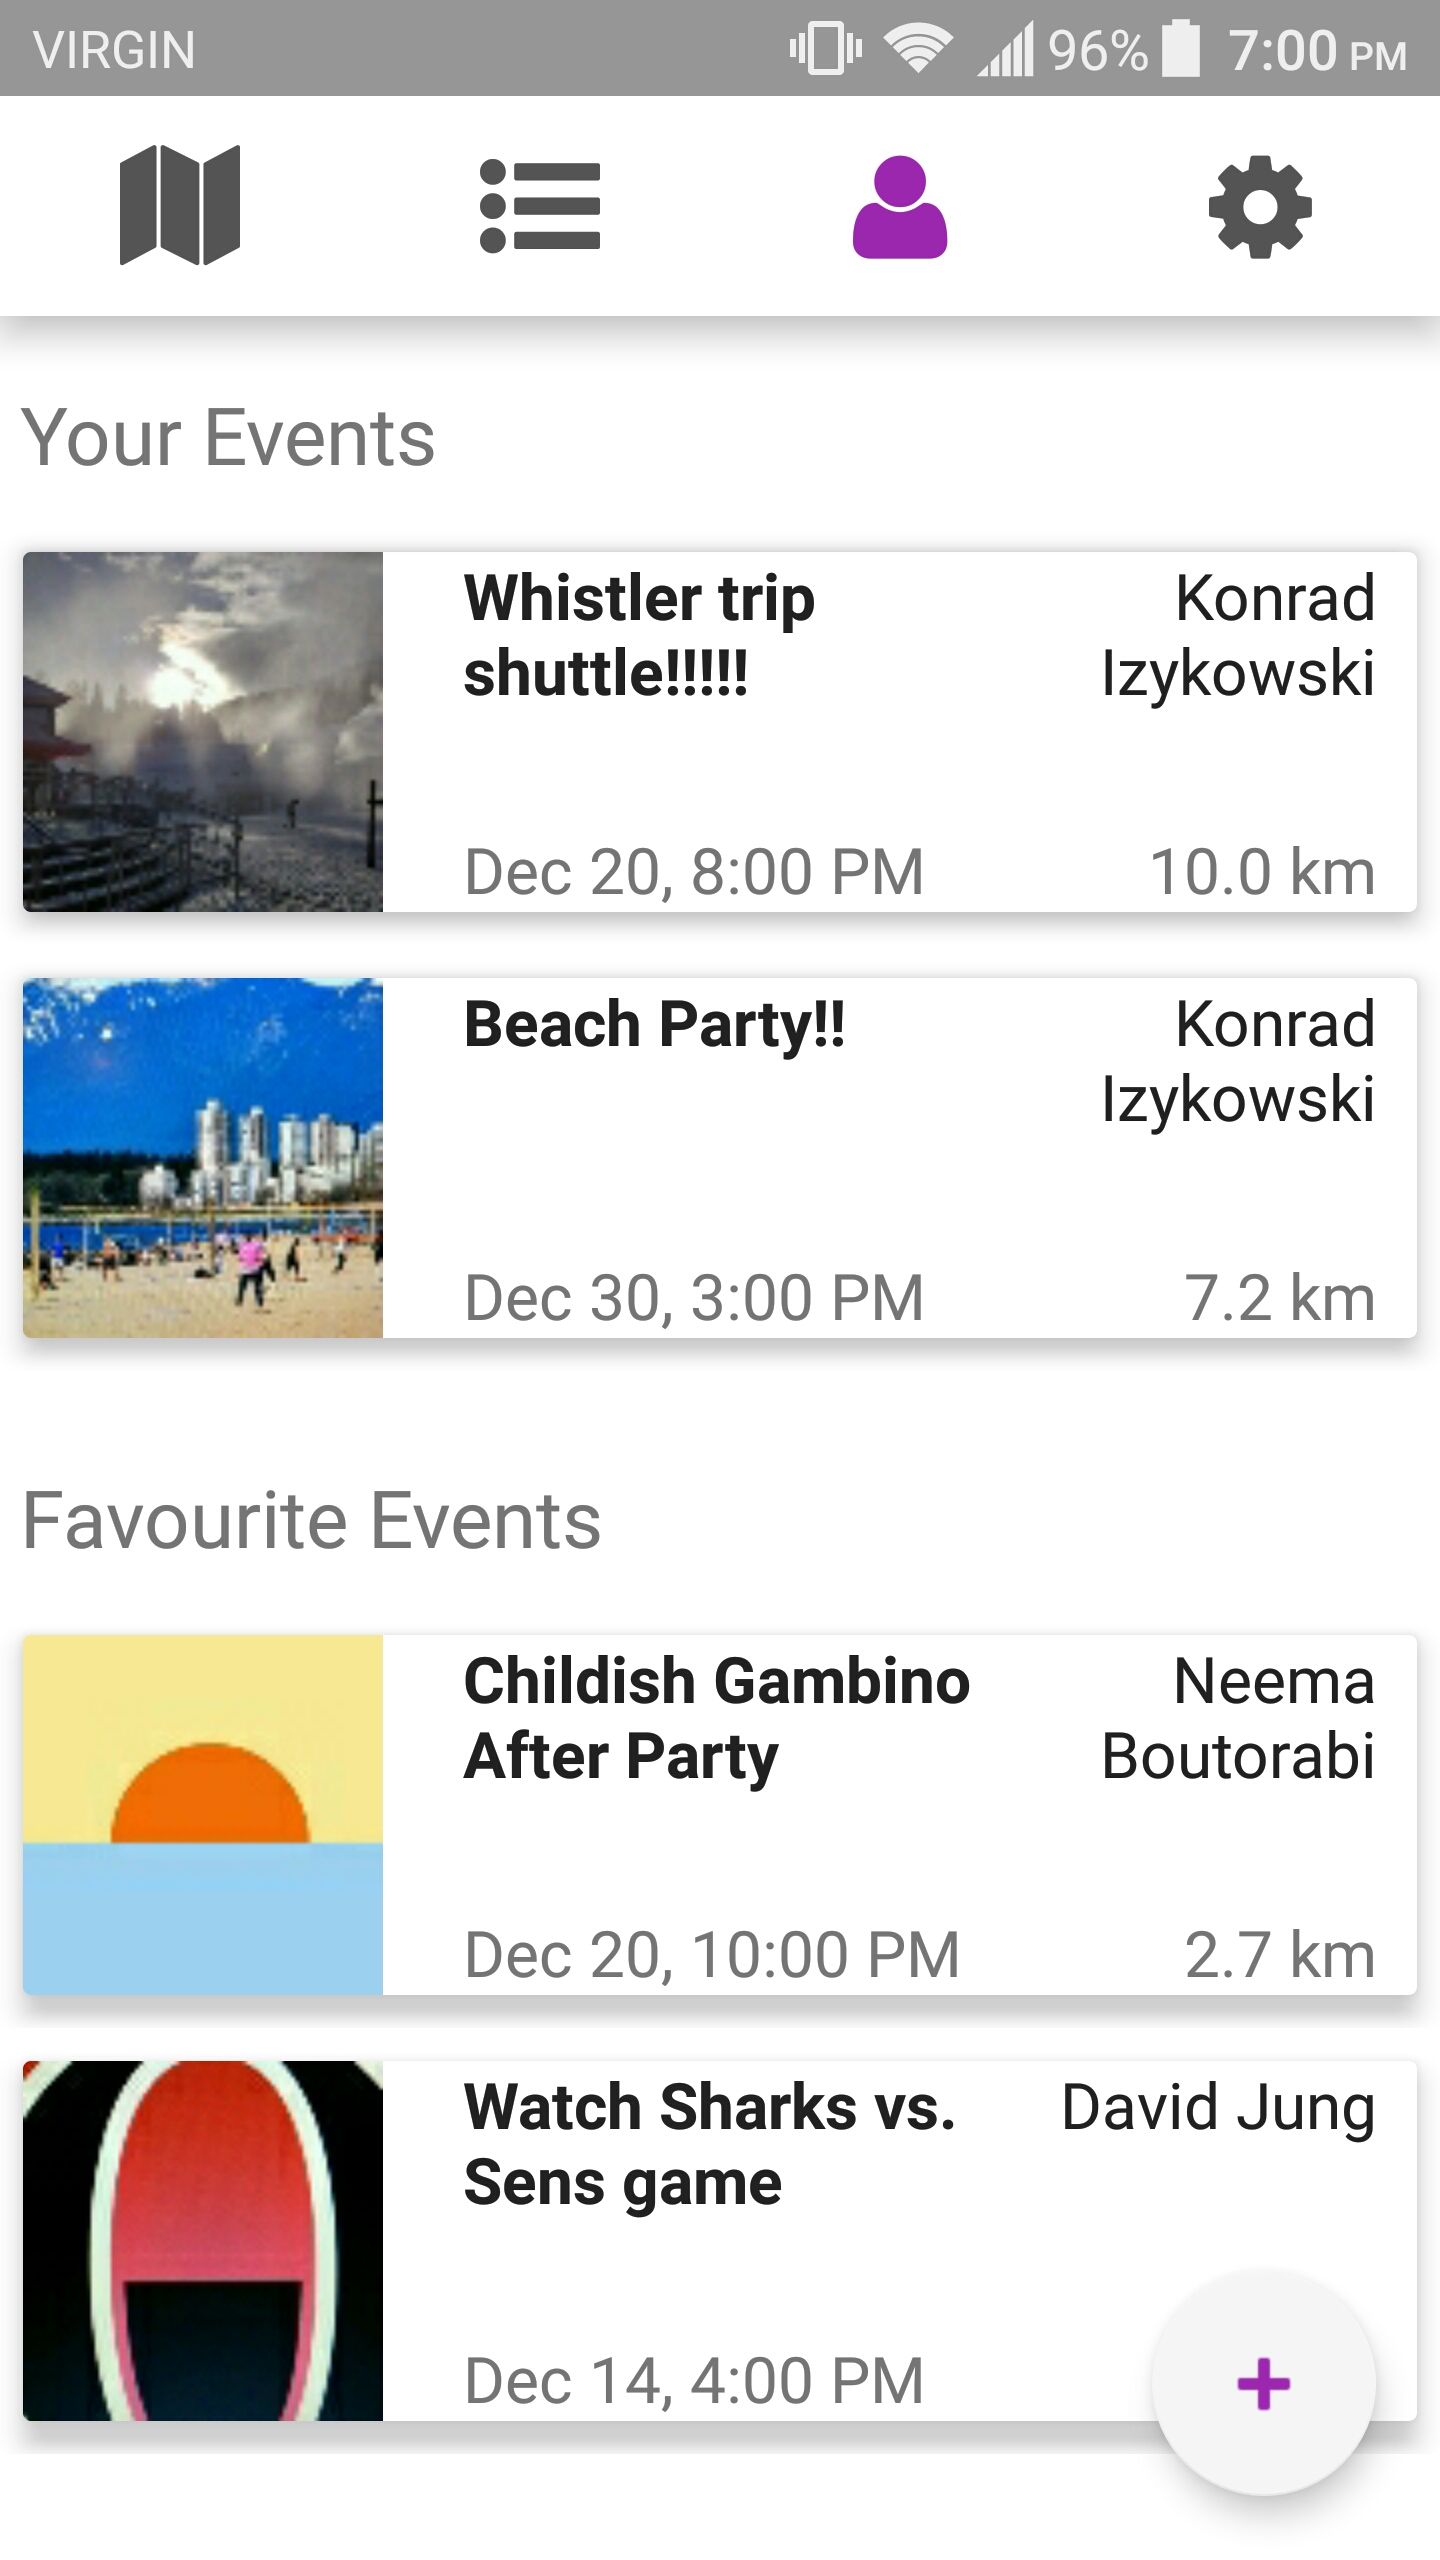 VIRGIN 96% 7:00 PM
Your Events
Whistler trip Konrad
shuttle!!!!! Izykowski
Dec 20, 8:00 PM 10.0 km
Beach Party!! Konrad
Izykowski
Dec 30, 3:00 PM 7.2 km
Favourite Events
Childish Gambino Neema
After Party Boutorabi
Dec 20, 10:00 PM 2.7 km
Watch Sharks vs. David Jung
Sens game
Dec 14, 4:00 PM